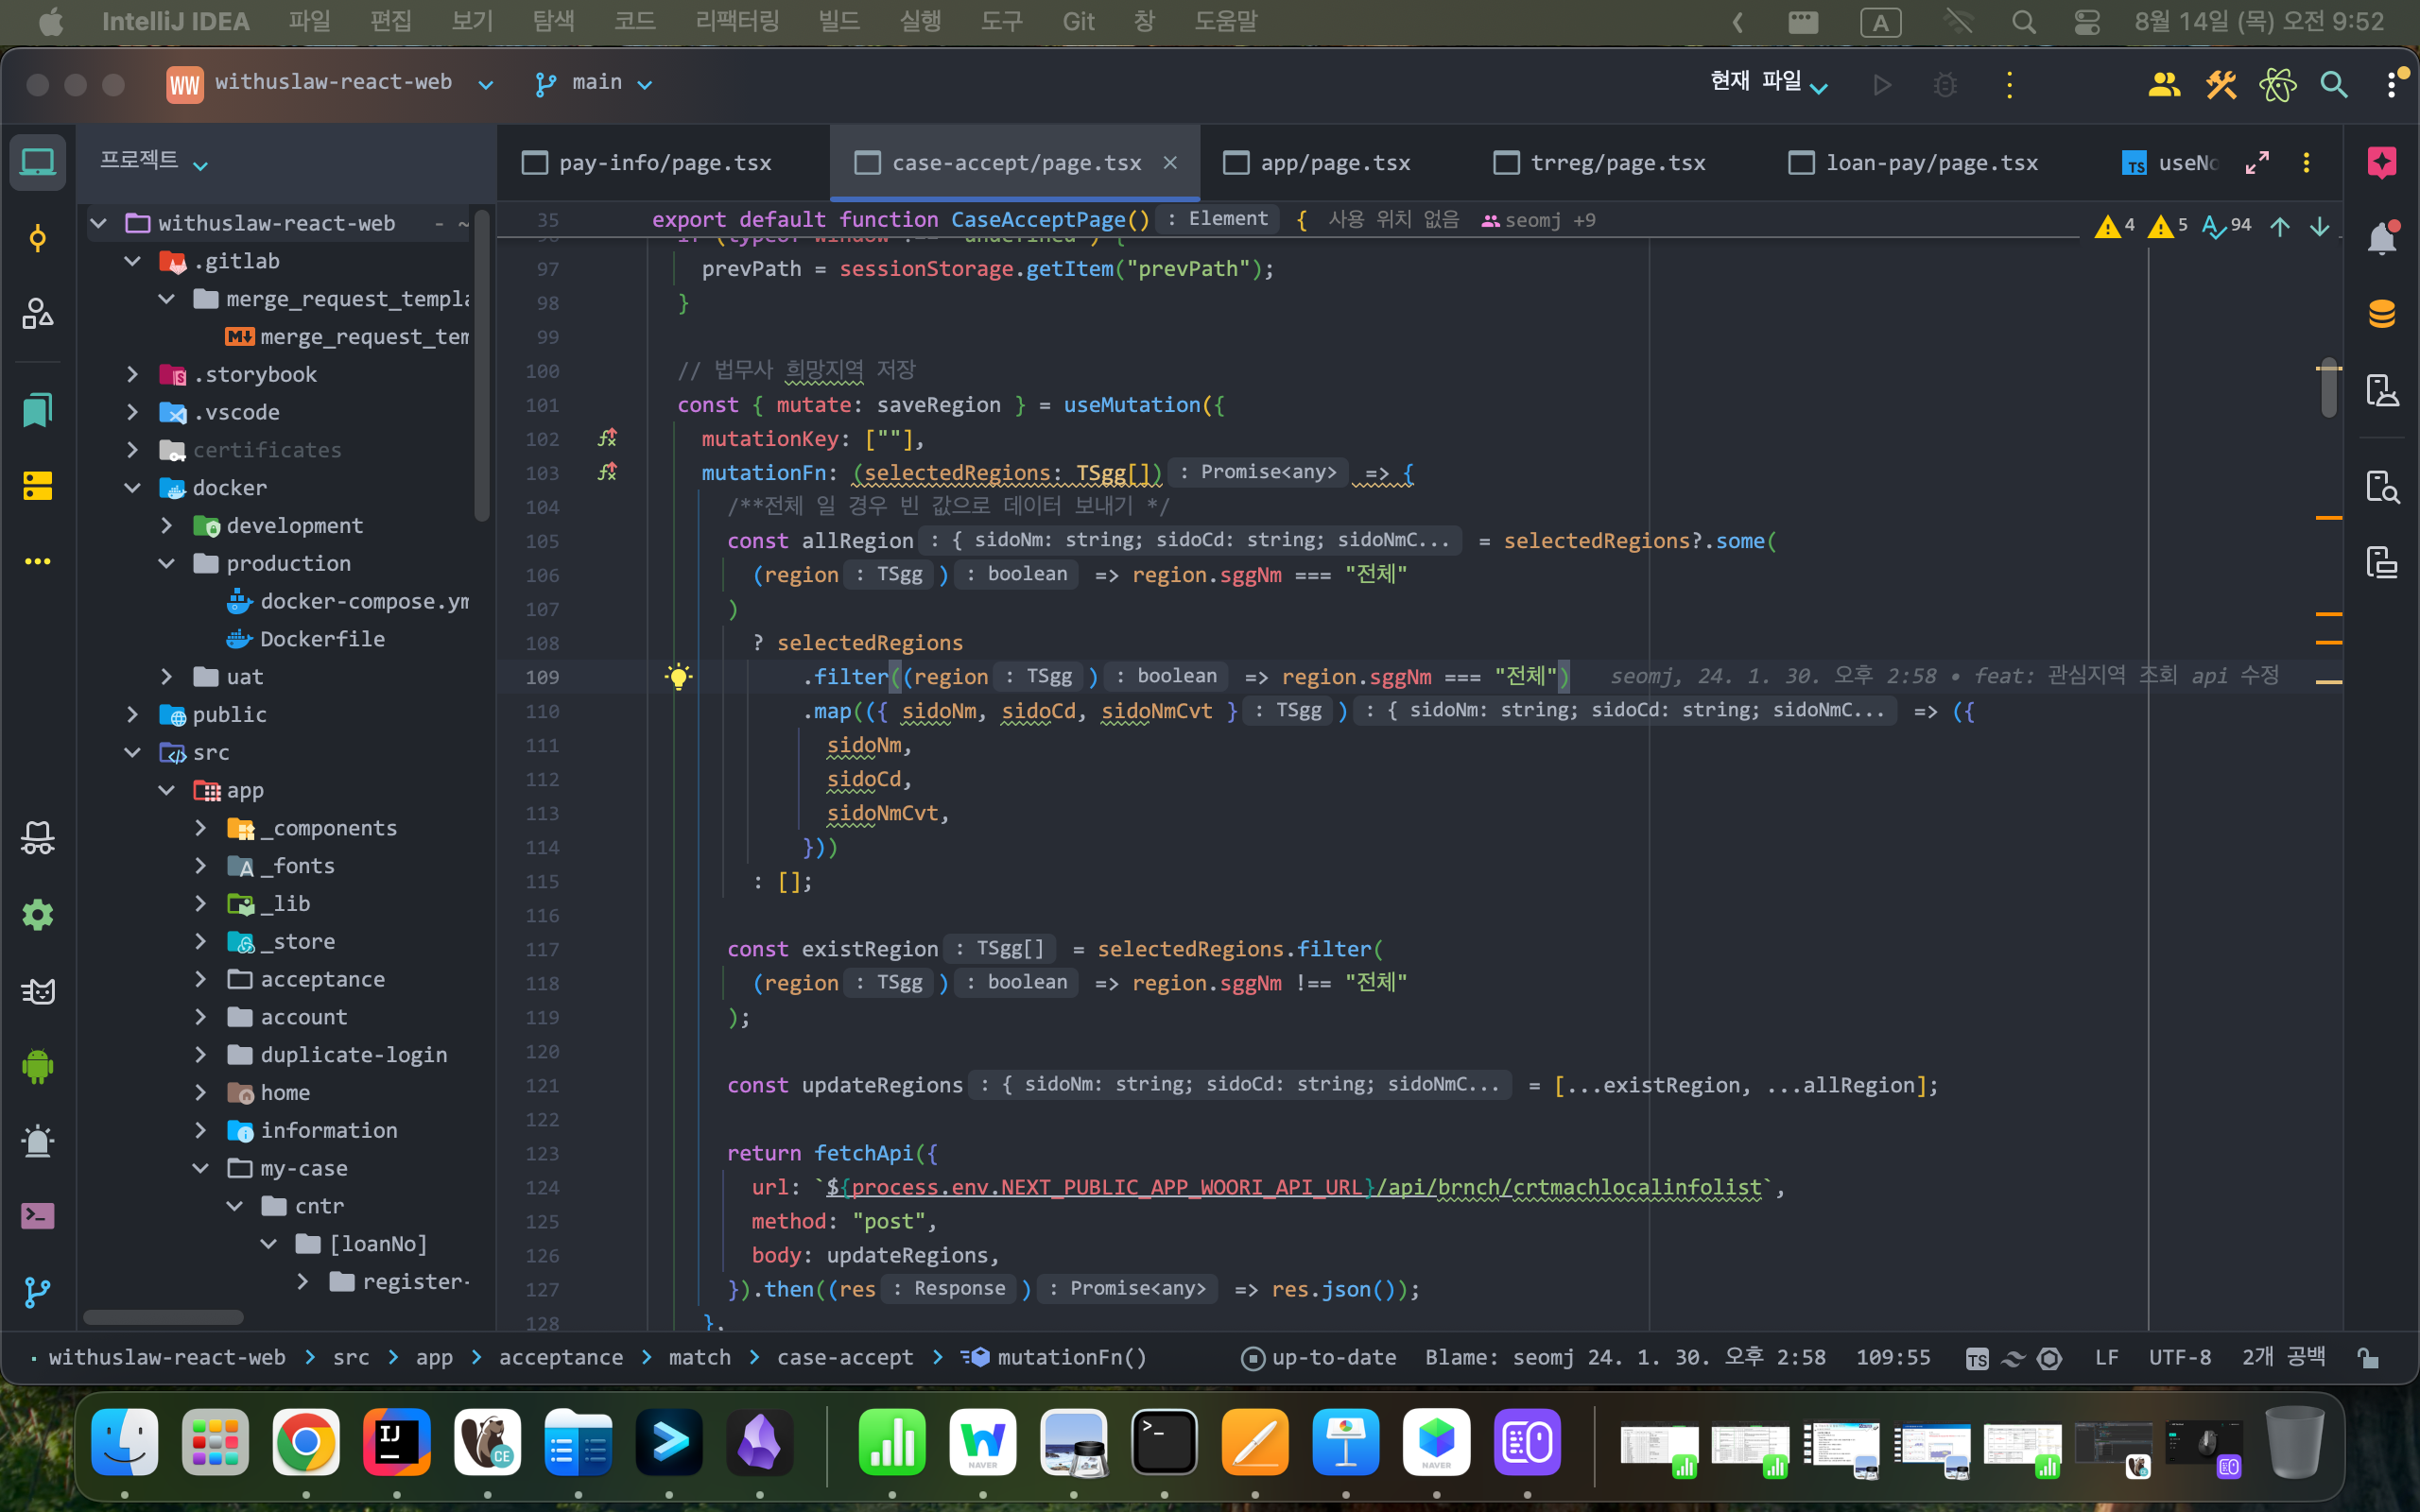 IntelliJ IDEA 파일 편집 보기 탐색 코드 리팩터링 빌드 실행 도구 Git 창 도움말 A 8월 14일 (목) 오전 9:52
WW withuslaw-react-web main 현재 파일
프로젝트
pay-info/page.tsx case-accept/page.tsx app/page.tsx trreg/page.tsx loan-pay/page.tsx TS useNo
withuslaw-react-web - ~
.gitlab
merge_request_templa
merge_request_tem
.storybook
.vscode
certificates
docker
development
production
docker-compose.ym
Dockerfile
uat
public
src
app
_components
_fonts
_lib
_store
acceptance
account
duplicate-login
home
information
my-case
cntr
[loanNo]
register-
35 export default function CaseAcceptPage() : Element { 사용 위치 없음 seomj +9
4 5 94
97 prevPath = sessionStorage.getItem("prevPath");
98 }
99
100 // 법무사 희망지역 저장
101 const { mutate: saveRegion } = useMutation({
102 mutationKey: [""],
103 mutationFn: (selectedRegions: TSgg[]) : Promise<any> => {
104 /**전체 일 경우 빈 값으로 데이터 보내기 */
105 const allRegion : { sidoNm: string; sidoCd: string; sidoNmC... = selectedRegions?.some(
106 (region : TSgg ) : boolean => region.sggNm === "전체"
107 )
108 ? selectedRegions
109 .filter((region : TSgg ) : boolean => region.sggNm === "전체") seomj, 24. 1. 30. 오후 2:58 • feat: 관심지역 조회 api 수정
110 .map(({ sidoNm, sidoCd, sidoNmCvt } : TSgg ) : { sidoNm: string; sidoCd: string; sidoNmC... => ({
111 sidoNm,
112 sidoCd,
113 sidoNmCvt,
114 }))
115 : [];
116
117 const existRegion : TSgg[] = selectedRegions.filter(
118 (region : TSgg ) : boolean => region.sggNm !== "전체"
119 );
120
121 const updateRegions : { sidoNm: string; sidoCd: string; sidoNmC... = [...existRegion, ...allRegion];
122
123 return fetchApi({
124 url: `${process.env.NEXT_PUBLIC_APP_WOORI_API_URL}/api/brnch/crtmachlocalinfolist`,
125 method: "post",
126 body: updateRegions,
127 }).then((res : Response ) : Promise<any> => res.json());
128 },
withuslaw-react-web > src > app > acceptance > match > case-accept > mutationFn() up-to-date Blame: seomj 24. 1. 30. 오후 2:58 109:55 TS LF UTF-8 2개 공백
IJ CE NAVER NAVER